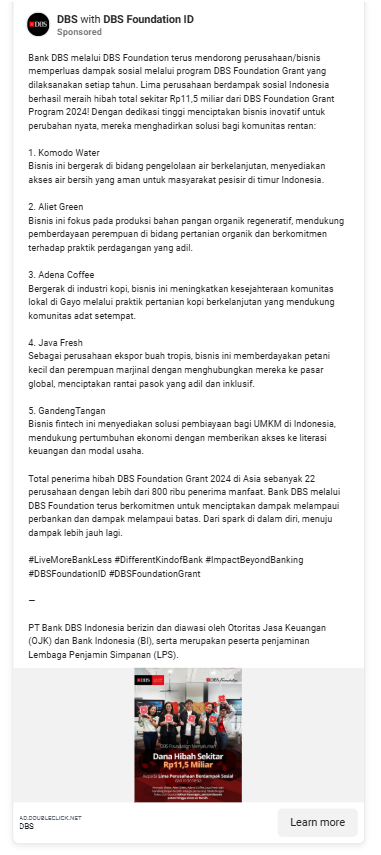 DBS with DBS Foundation ID
Sponsored
Bank DBS melalui DBS Foundation terus mendorong perusahaan/bisnis
memperluas dampak sosial melalui program DBS Foundation Grant yang
dilaksanakan setiap tahun. Lima perusahaan berdampak sosial Indonesia
berhasil meraih hibah total sekitar Rp11,5 miliar dari DBS Foundation Grant
Program 2024! Dengan dedikasi tinggi menciptakan bisnis inovatif untuk
perubahan nyata, mereka menghadirkan solusi bagi komunitas rentan:
1. Komodo Water
Bisnis ini bergerak di bidang pengelolaan air berkelanjutan, menyediakan
akses air bersih yang aman untuk masyarakat pesisir di timur Indonesia.
2. Aliet Green
Bisnis ini fokus pada produksi bahan pangan organik regeneratif, mendukung
pemberdayaan perempuan di bidang pertanian organik dan berkomitmen
terhadap praktik perdagangan yang adil.
3. Adena Coffee
Bergerak di industri kopi, bisnis ini meningkatkan kesejahteraan komunitas
lokal di Gayo melalui praktik pertanian kopi berkelanjutan yang mendukung
komunitas adat setempat.
4. Java Fresh
Sebagai perusahaan ekspor buah tropis, bisnis ini memberdayakan petani
kecil dan perempuan marjinal dengan menghubungkan mereka ke pasar
global, menciptakan rantai pasok yang adil dan inklusif.
5. GandengTangan
Bisnis fintech ini menyediakan solusi pembiayaan bagi UMKM di Indonesia,
mendukung pertumbuhan ekonomi dengan memberikan akses ke literasi
keuangan dan modal usaha.
Total penerima hibah DBS Foundation Grant 2024 di Asia sebanyak 22
perusahaan dengan lebih dari 800 ribu penerima manfaat. Bank DBS melalui
DBS Foundation terus berkomitmen untuk menciptakan dampak melampaui
perbankan dan dampak melampaui batas. Dari spark di dalam diri, menuju
dampak lebih jauh lagi.
#LiveMoreBankLess #DifferentKindofBank #ImpactBeyondBanking
#DBSFoundationID #DBSFoundationGrant
—
PT Bank DBS Indonesia berizin dan diawasi oleh Otoritas Jasa Keuangan
(OJK) dan Bank Indonesia (BI), serta merupakan peserta penjaminan
Lembaga Penjamin Simpanan (LPS).
DBS DBS Foundation
DBS Foundation Menyalurkan
Dana Hibah Sekitar
Rp11,5 Miliar
kepada Lima Perusahaan Berdampak Sosial
AD.DOUBLECLICK.NET
DBS
Learn more